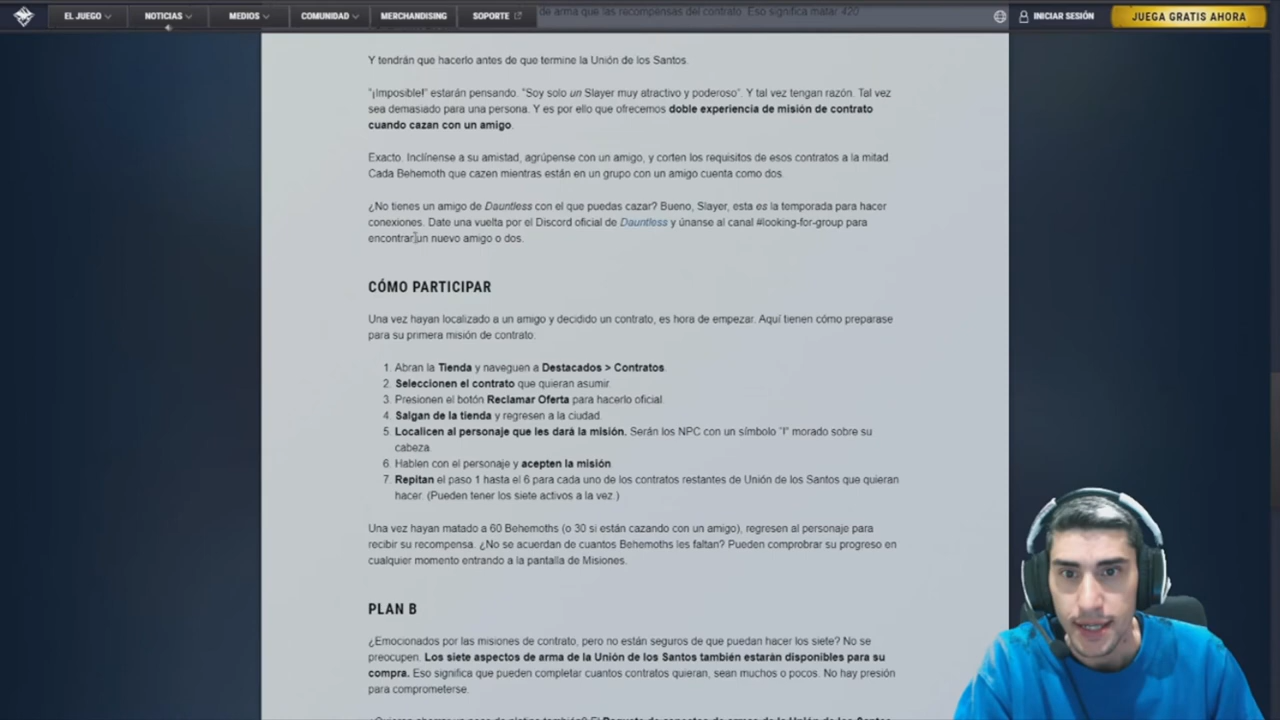 EL JUEGO
NOTICIAS
MEDIOS
COMUNIDAD
MERCHANDISING
SOPORTE
INICIAR SESIÓN
JUEGA GRATIS AHORA
de arma que las recompensas del contrato. Eso significa matar 420
Y tendrán que hacerlo antes de que termine la Unión de los Santos.
"¡Imposible!" estarán pensando. "Soy solo un Slayer muy atractivo y poderoso". Y tal vez tengan razón. Tal vez
sea demasiado para una persona. Y es por ello que ofrecemos doble experiencia de misión de contrato
cuando cazan con un amigo.
Exacto. Inclínense a su amistad, agrúpense con un amigo, y corten los requisitos de esos contratos a la mitad.
Cada Behemoth que cazen mientras están en un grupo con un amigo cuenta como dos.
¿No tienes un amigo de Dauntless con el que puedas cazar? Bueno, Slayer, esta es la temporada para hacer
conexiones. Date una vuelta por el Discord oficial de Dauntless y únanse al canal #looking-for-group para
encontrar un nuevo amigo o dos.
CÓMO PARTICIPAR
Una vez hayan localizado a un amigo y decidido un contrato, es hora de empezar. Aquí tienen cómo preparase
para su primera misión de contrato.
1. Abran la Tienda y naveguen a Destacados > Contratos.
2. Seleccionen el contrato que quieran asumir.
3. Presionen el botón Reclamar Oferta para hacerlo oficial.
4. Salgan de la tienda y regresen a la ciudad.
5. Localicen al personaje que les dará la misión. Serán los NPC con un símbolo "!" morado sobre su
cabeza.
6. Hablen con el personaje y acepten la misión.
7. Repitan el paso 1 hasta el 6 para cada uno de los contratos restantes de Unión de los Santos que quieran
hacer. (Pueden tener los siete activos a la vez.)
Una vez hayan matado a 60 Behemoths (o 30 si están cazando con un amigo), regresen al personaje para
recibir su recompensa. ¿No se acuerdan de cuantos Behemoths les faltan? Pueden comprobar su progreso en
cualquier momento entrando a la pantalla de Misiones.
PLAN B
¿Emocionados por las misiones de contrato, pero no están seguros de que puedan hacer los siete? No se
preocupen. Los siete aspectos de arma de la Unión de los Santos también estarán disponibles para su
compra. Eso significa que pueden completar cuantos contratos quieran, sean muchos o pocos. No hay presión
para comprometerse.